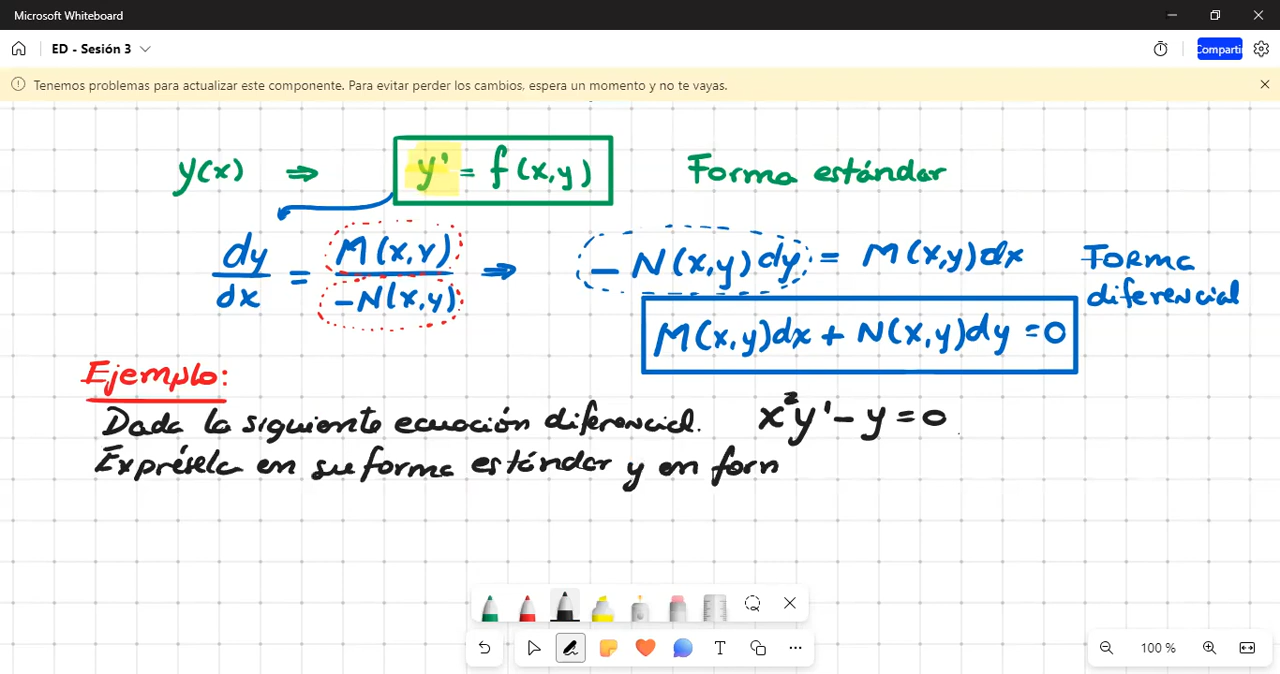 Microsoft Whiteboard
ED - Sesión 3
Compartir
Tenemos problemas para actualizar este componente. Para evitar perder los cambios, espera un momento y no te vayas.
y(x) ⇒ y' = f(x,y) Forma estándar
dy/dx = M(x,y)/-N(x,y) ⇒ -N(x,y)dy = M(x,y)dx Forma diferencial
M(x,y)dx + N(x,y)dy = 0
Ejemplo:
Dada la siguiente ecuación diferencial. x²y' - y = 0
Exprésela en su forma estándar y en form
100 %